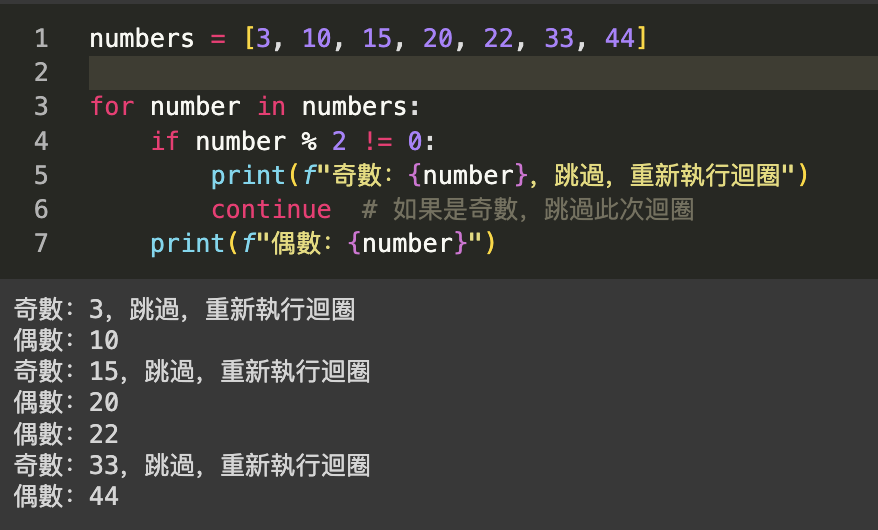 1 numbers = [3, 10, 15, 20, 22, 33, 44]
2
3 for number in numbers:
4     if number % 2 != 0:
5         print(f"奇數：{number}，跳過，重新執行迴圈")
6         continue  # 如果是奇數，跳過此次迴圈
7     print(f"偶數：{number}")
奇數：3，跳過，重新執行迴圈
偶數：10
奇數：15，跳過，重新執行迴圈
偶數：20
偶數：22
奇數：33，跳過，重新執行迴圈
偶數：44